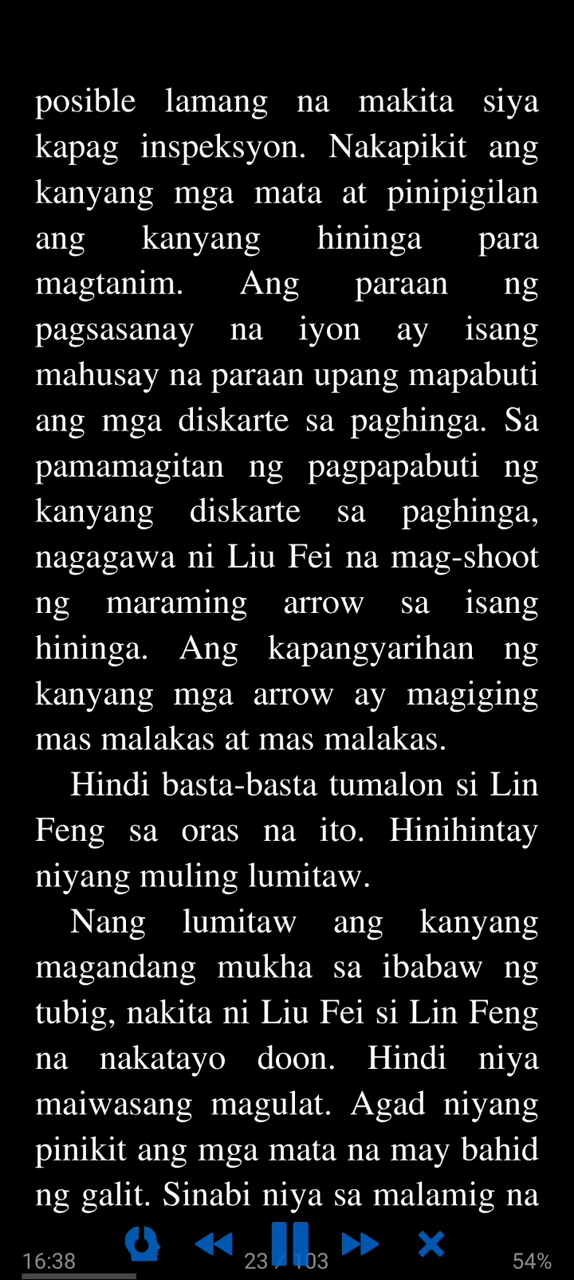 posible lamang na makita siya
kapag inspeksyon. Nakapikit ang
kanyang mga mata at pinipigilan
ang kanyang hininga para
magtanim. Ang paraan ng
pagsasanay na iyon ay isang
mahusay na paraan upang mapabuti
ang mga diskarte sa paghinga. Sa
pamamagitan ng pagpapabuti ng
kanyang diskarte sa paghinga,
nagagawa ni Liu Fei na mag-shoot
ng maraming arrow sa isang
hininga. Ang kapangyarihan ng
kanyang mga arrow ay magiging
mas malakas at mas malakas.
Hindi basta-basta tumalon si Lin
Feng sa oras na ito. Hinihintay
niyang muling lumitaw.
Nang lumitaw ang kanyang
magandang mukha sa ibabaw ng
tubig, nakita ni Liu Fei si Lin Feng
na nakatayo doon. Hindi niya
maiwasang magulat. Agad niyang
pinikit ang mga mata na may bahid
ng galit. Sinabi niya sa malamig na
16:38 23 / 103 54%